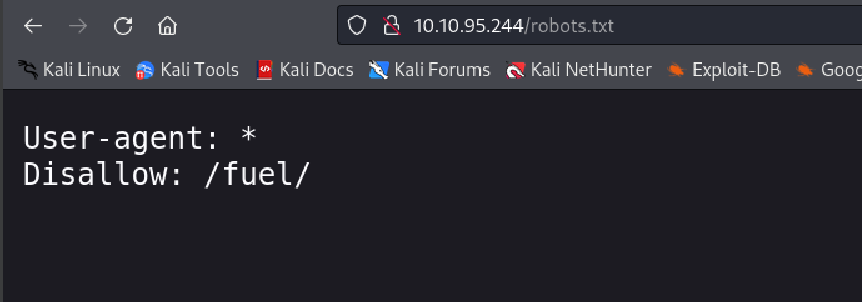 10.10.95.244/robots.txt
Kali Linux Kali Tools Kali Docs Kali Forums Kali NetHunter Exploit-DB Goog
User-agent: *
Disallow: /fuel/